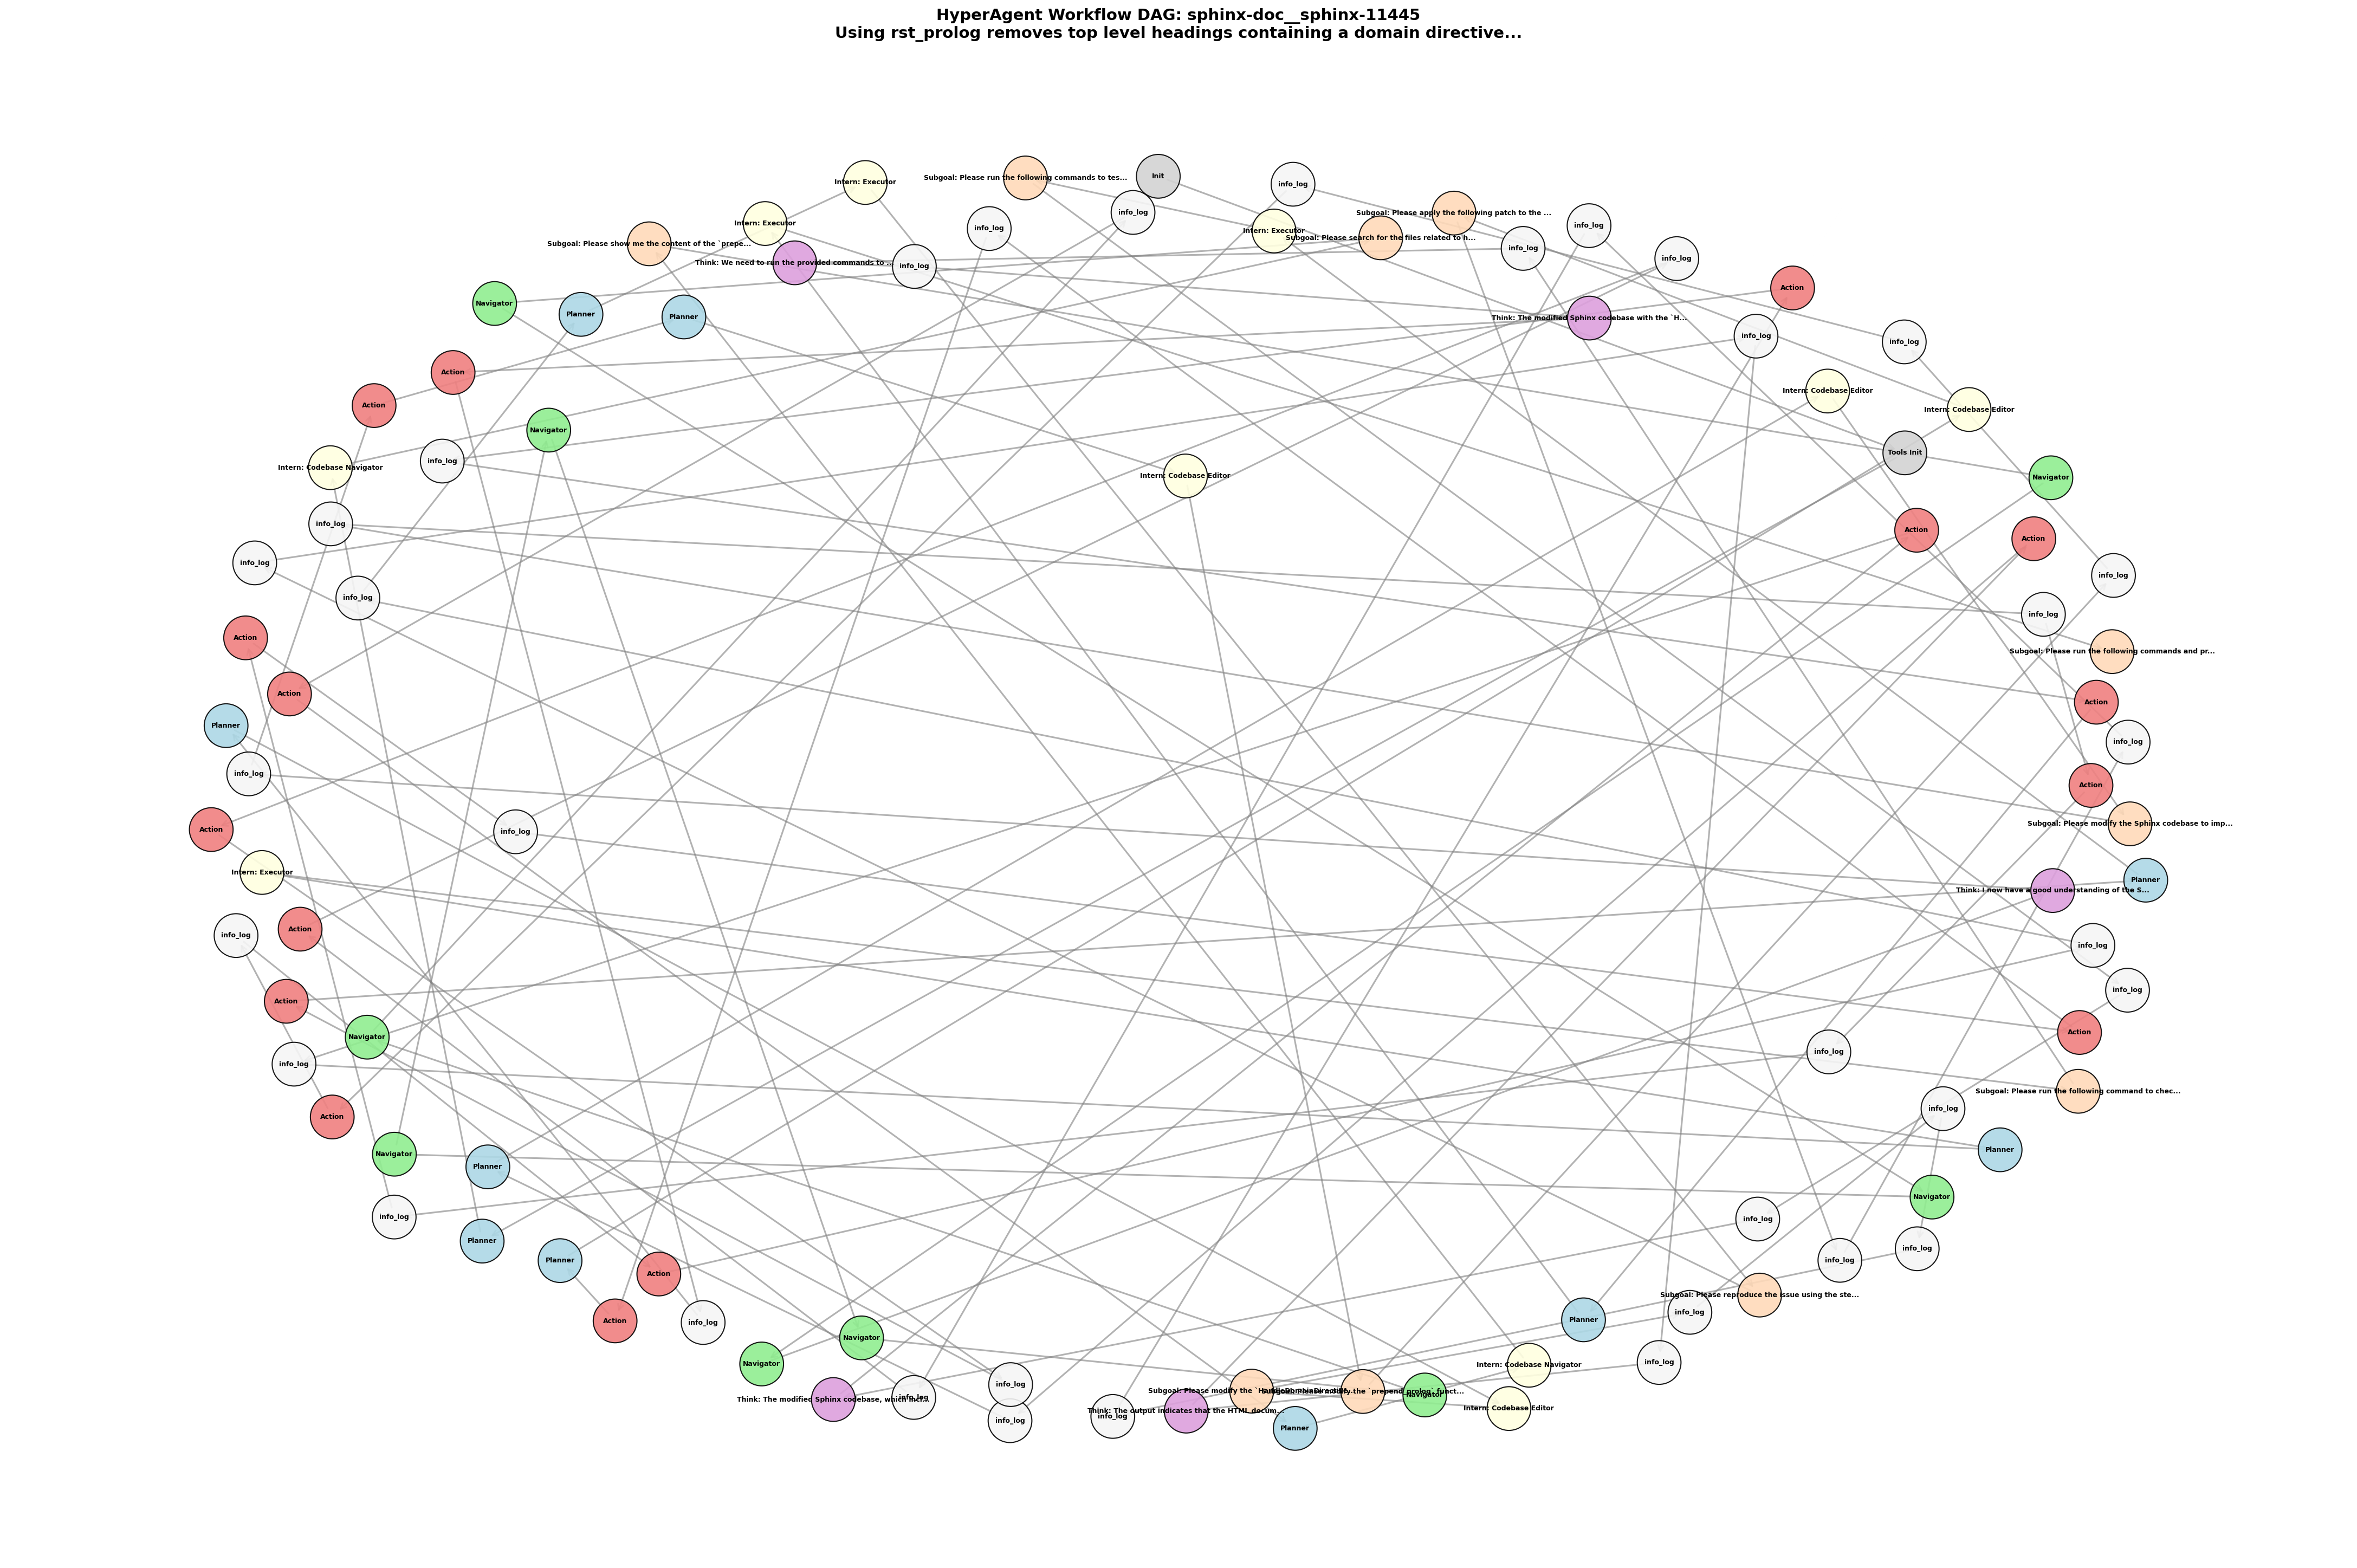 HyperAgent Workflow DAG: sphinx-doc__sphinx-11445
Using rst_prolog removes top level headings containing a domain directive...
Init
Subgoal: Please run the following commands to tes...
Intern: Executor
info_log
info_log
Subgoal: Please apply the following patch to the ...
Intern: Executor
info_log
info_log
Intern: Executor
Subgoal: Please search for the files related to h...
Subgoal: Please show me the content of the `prepe...
info_log
info_log
Think: We need to run the provided commands to ...
info_log
Action
Navigator
Planner
Planner
Think: The modified Sphinx codebase with the `H...
info_log
info_log
Action
Intern: Codebase Editor
Action
Intern: Codebase Editor
Navigator
Tools Init
info_log
Intern: Codebase Navigator
Intern: Codebase Editor
Navigator
info_log
Action
Action
info_log
info_log
info_log
info_log
Action
Subgoal: Please run the following commands and pr...
Action
Action
Planner
info_log
info_log
Action
Subgoal: Please modify the Sphinx codebase to imp...
Action
info_log
Intern: Executor
Planner
Think: I now have a good understanding of the S...
Action
info_log
info_log
info_log
Action
Action
Navigator
info_log
info_log
Subgoal: Please run the following command to chec...
info_log
Action
Planner
Navigator
Planner
Navigator
info_log
info_log
Planner
info_log
Planner
info_log
Action
Subgoal: Please reproduce the issue using the ste...
info_log
Planner
Action
info_log
Navigator
Navigator
info_log
Intern: Codebase Navigator
info_log
Subgoal: Please modify the `prepend_prolog` funct...
Navigator
info_log
Think: The modified Sphinx codebase, which incl...
Intern: Codebase Editor
Think: The output indicates that the HTML docum...
info_log
info_log
Planner